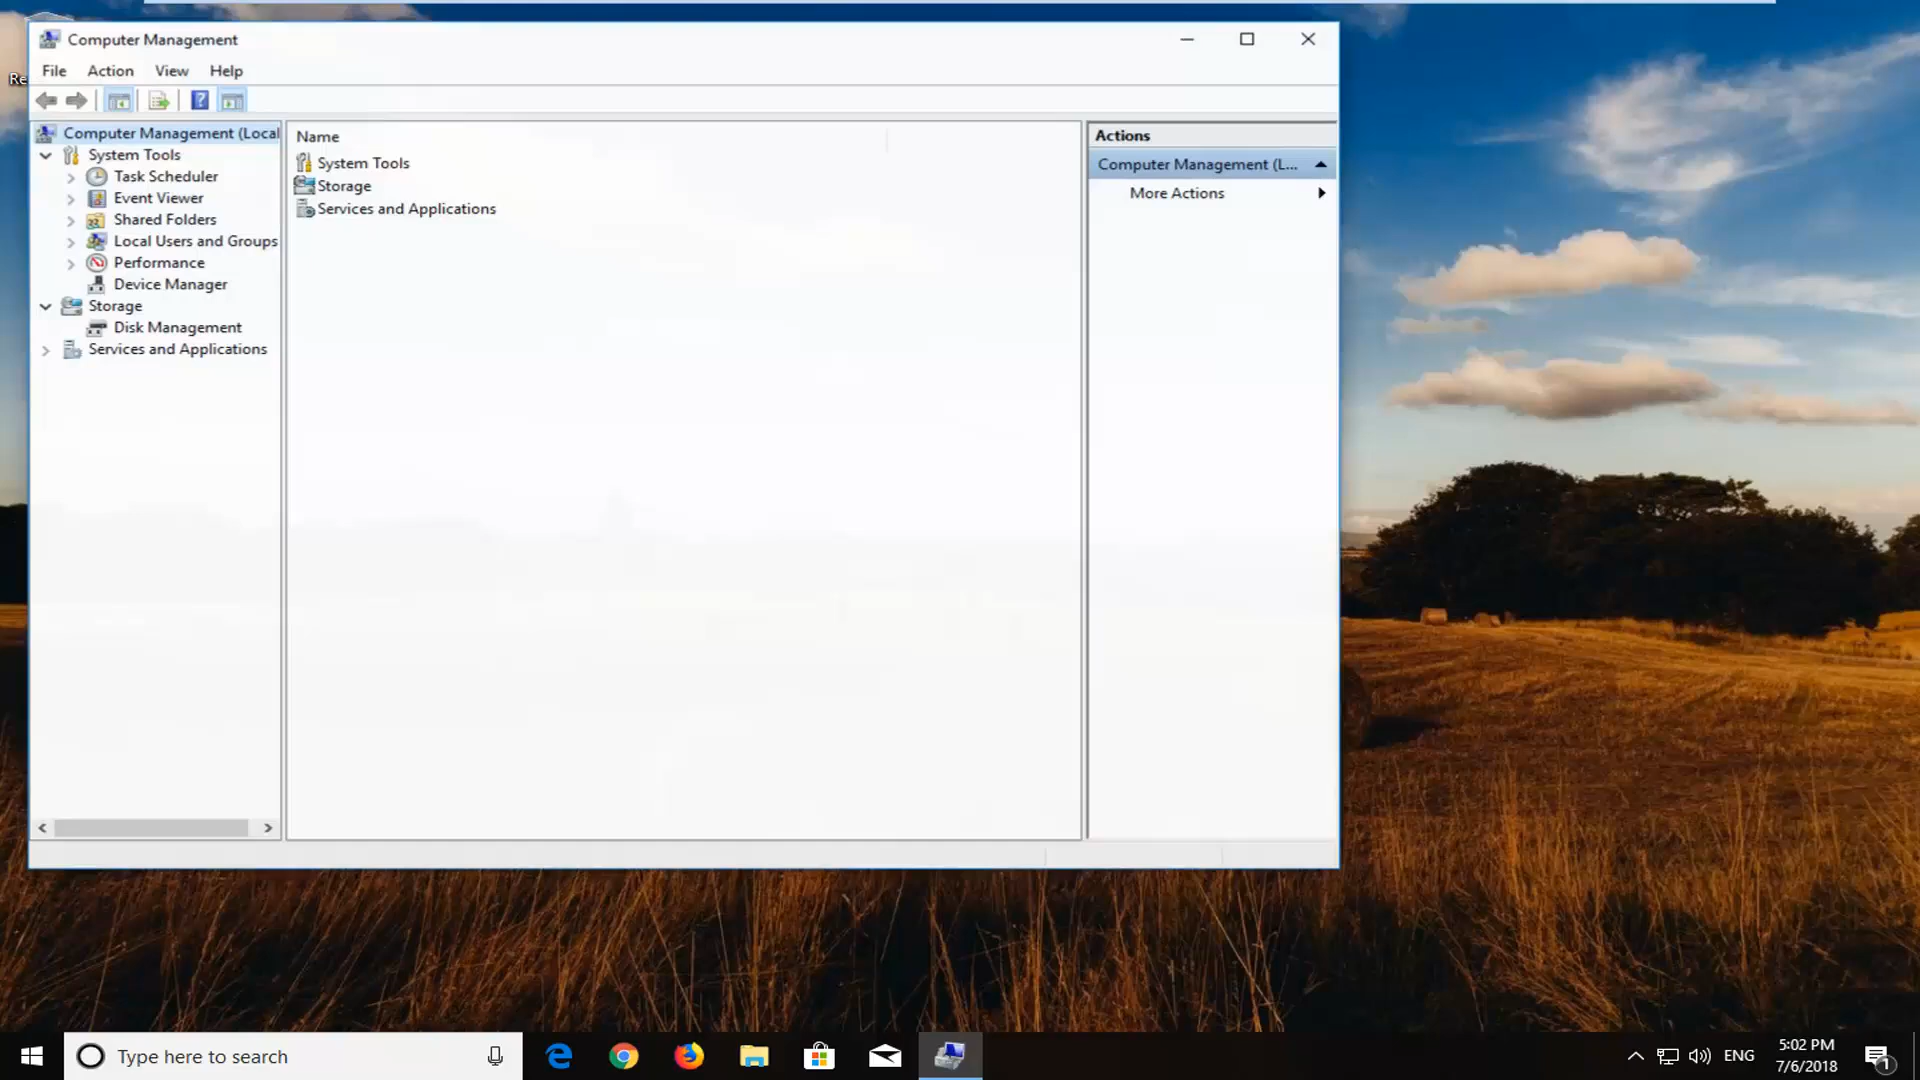 Computer Management
File Action View Help
Re
Computer Management (Local
System Tools
Task Scheduler
Event Viewer
Shared Folders
Local Users and Groups
Performance
Device Manager
Storage
Disk Management
Services and Applications
Name
System Tools
Storage
Services and Applications
Actions
Computer Management (L...
More Actions
Type here to search
ENG
5:02 PM
7/6/2018
1